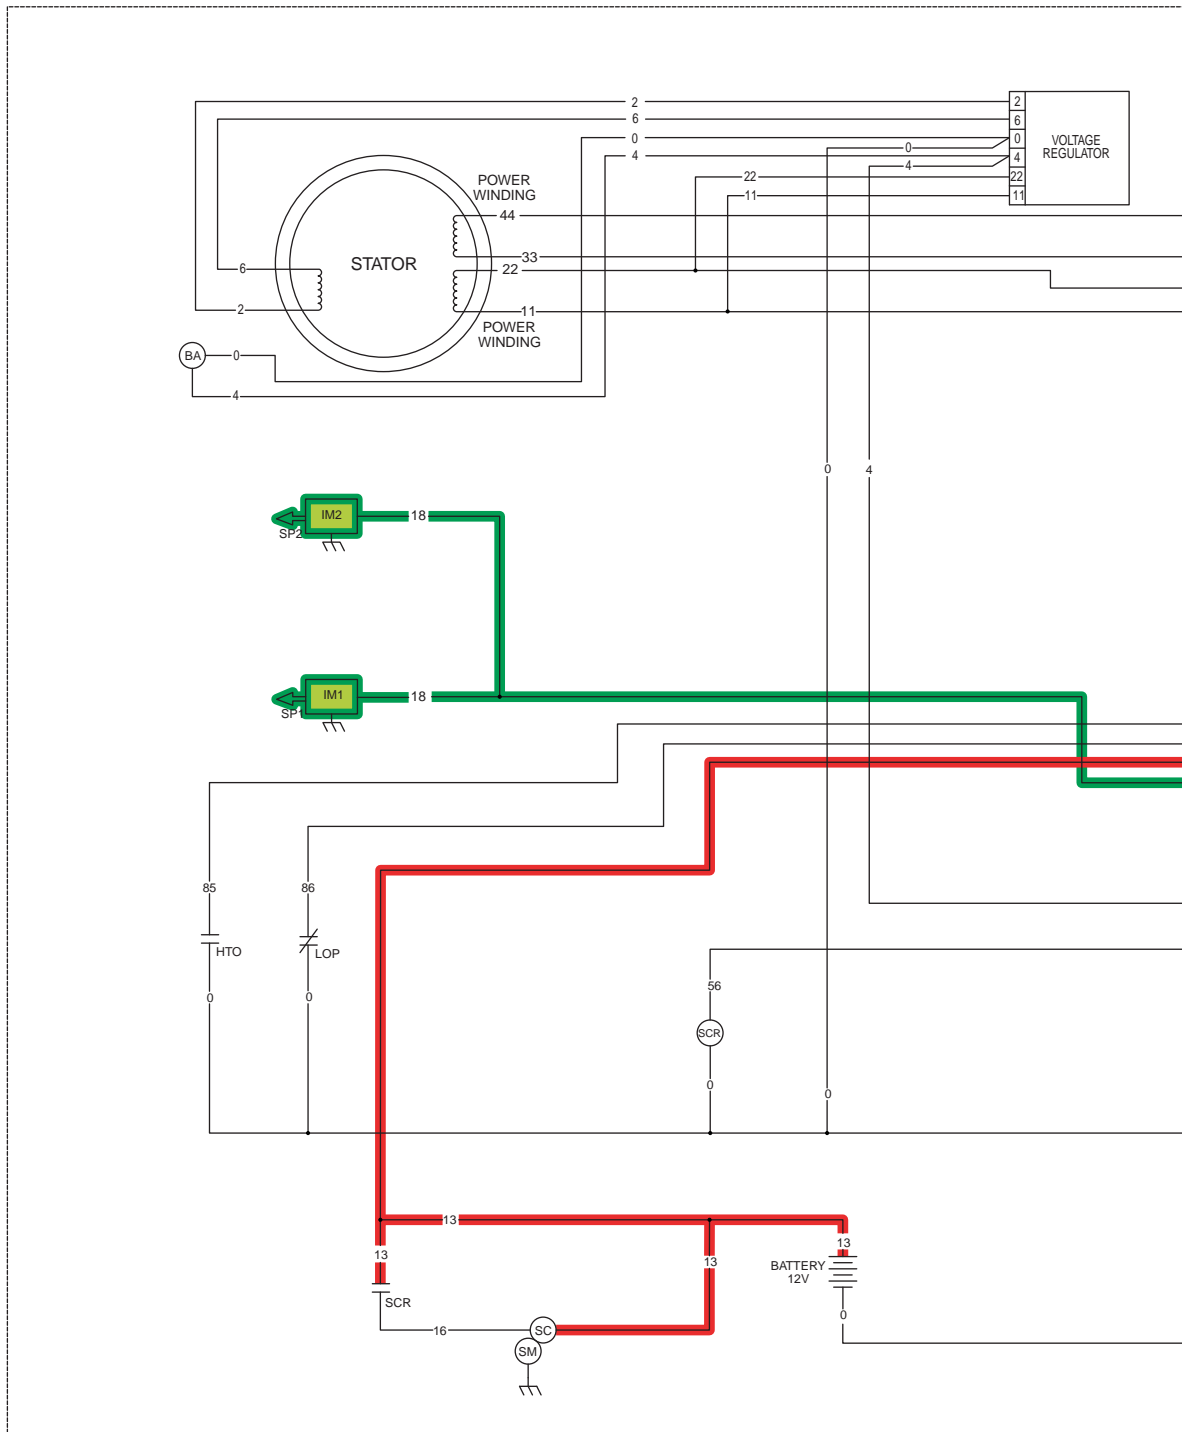 2
2
6
6
0
0
VOLTAGE
REGULATOR
0
4
4
4
22
22
11
11
POWER
WINDING
44
STATOR
33
6
22
2
11
POWER
WINDING
BA
0
4
0
4
IM2
18
SP2
IM1
18
SP1
85
86
HTO
LOP
56
0
0
SCR
0
0
13
13
13
13
BATTERY
12V
SCR
0
16
SC
SM